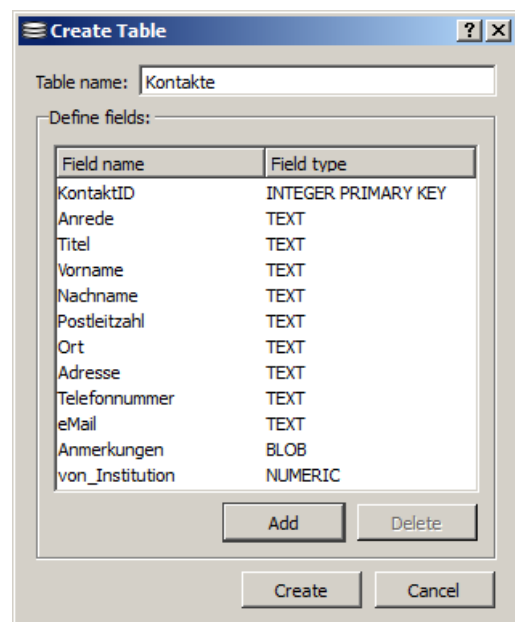 Create Table
?
X
Table name: Kontakte
Define fields:
Field name Field type
KontaktID INTEGER PRIMARY KEY
Anrede TEXT
Titel TEXT
Vorname TEXT
Nachname TEXT
Postleitzahl TEXT
Ort TEXT
Adresse TEXT
Telefonnummer TEXT
eMail TEXT
Anmerkungen BLOB
von_Institution NUMERIC
Add Delete
Create Cancel